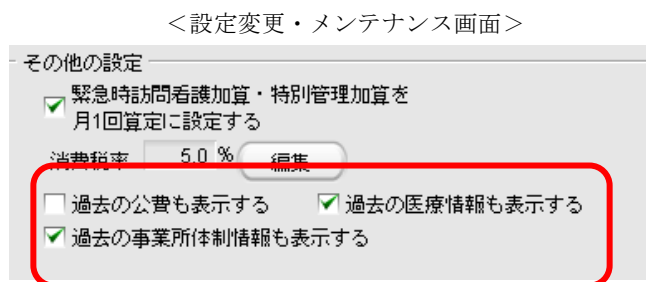 ＜設定変更・メンテナンス画面＞
その他の設定
緊急時訪問看護加算・特別管理加算を
月1回算定に設定する
消費税率 5.0 % 編集
過去の公費も表示する 過去の医療情報も表示する
過去の事業所体制情報も表示する